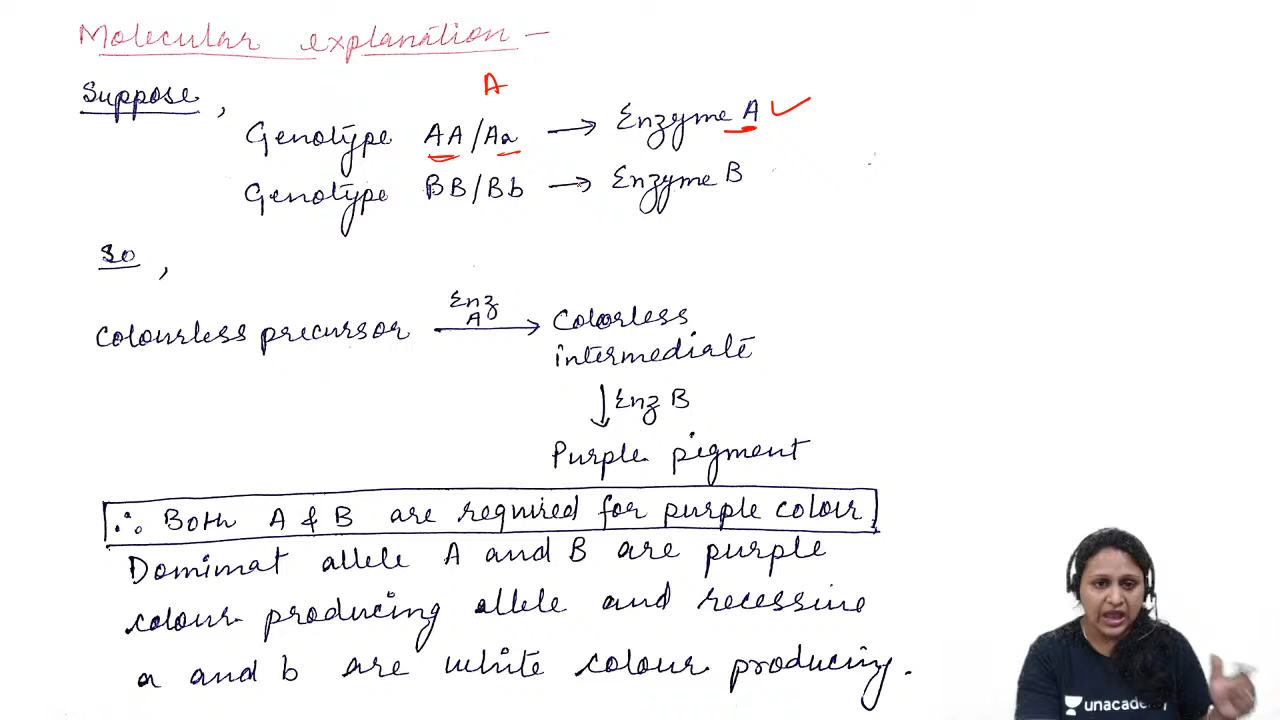 Molecular explanation -
A
Suppose,
Genotype AA/Aa → Enzyme A ✓
Genotype BB/Bb → Enzyme B
So,
Colourless precursor Enz A → Colorless
intermediate
↓ Enz B
Purple pigment
∴ Both A & B are required for purple colour.
Dominat allele A and B are purple
colour producing allele and recessive
a and b are white colour producing.
unacademy